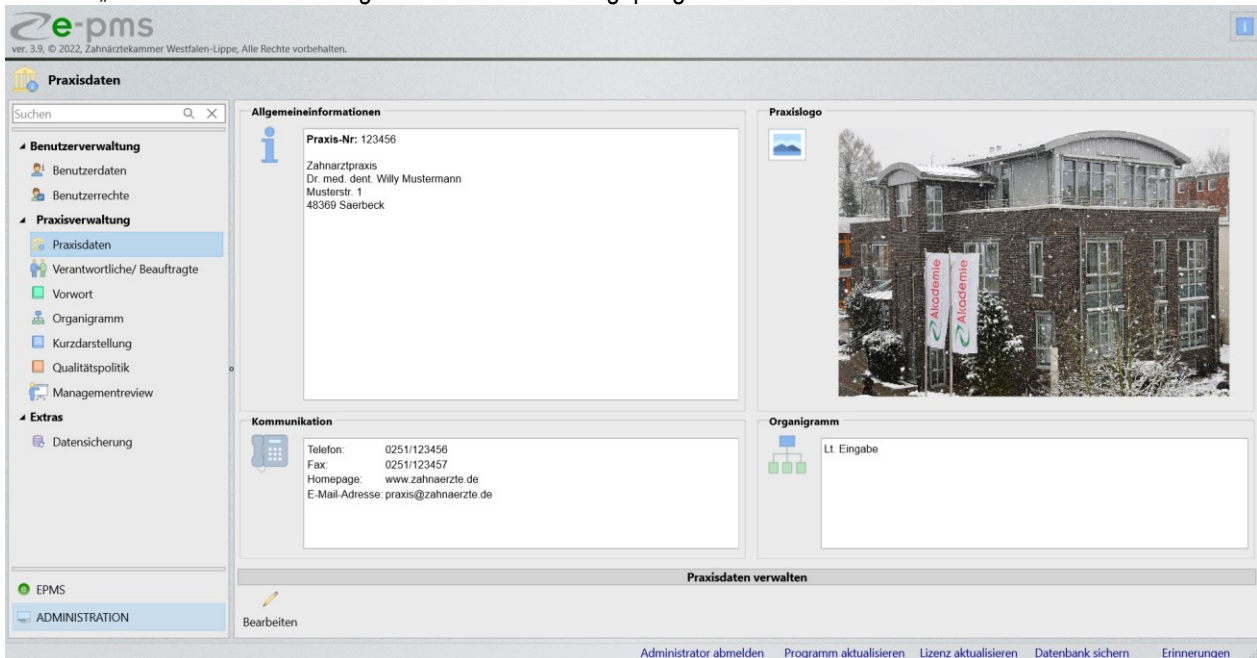 e-pms
ver. 3.9, © 2022, Zahnärztekammer Westfalen-Lippe, Alle Rechte vorbehalten.
i
Praxisdaten
Suchen
Benutzerverwaltung
Benutzerdaten
Benutzerrechte
Praxisverwaltung
Praxisdaten
Verantwortliche/ Beauftragte
Vorwort
Organigramm
Kurzdarstellung
Qualitätspolitik
Managementreview
Extras
Datensicherung
e EPMS
ADMINISTRATION
Allgemeineinformationen
Praxis-Nr: 123456
Zahnarztpraxis
Dr. med. dent. Willy Mustermann
Musterstr. 1
48369 Saerbeck
Praxislogo
Akademie
Akademie
Kommunikation
Telefon: 0251/123456
Fax: 0251/123457
Homepage: www.zahnaerzte.de
E-Mail-Adresse: praxis@zahnaerzte.de
Organigramm
Lt. Eingabe
Praxisdaten verwalten
Bearbeiten
Administrator abmelden Programm aktualisieren Lizenz aktualisieren Datenbank sichern Erinnerungen